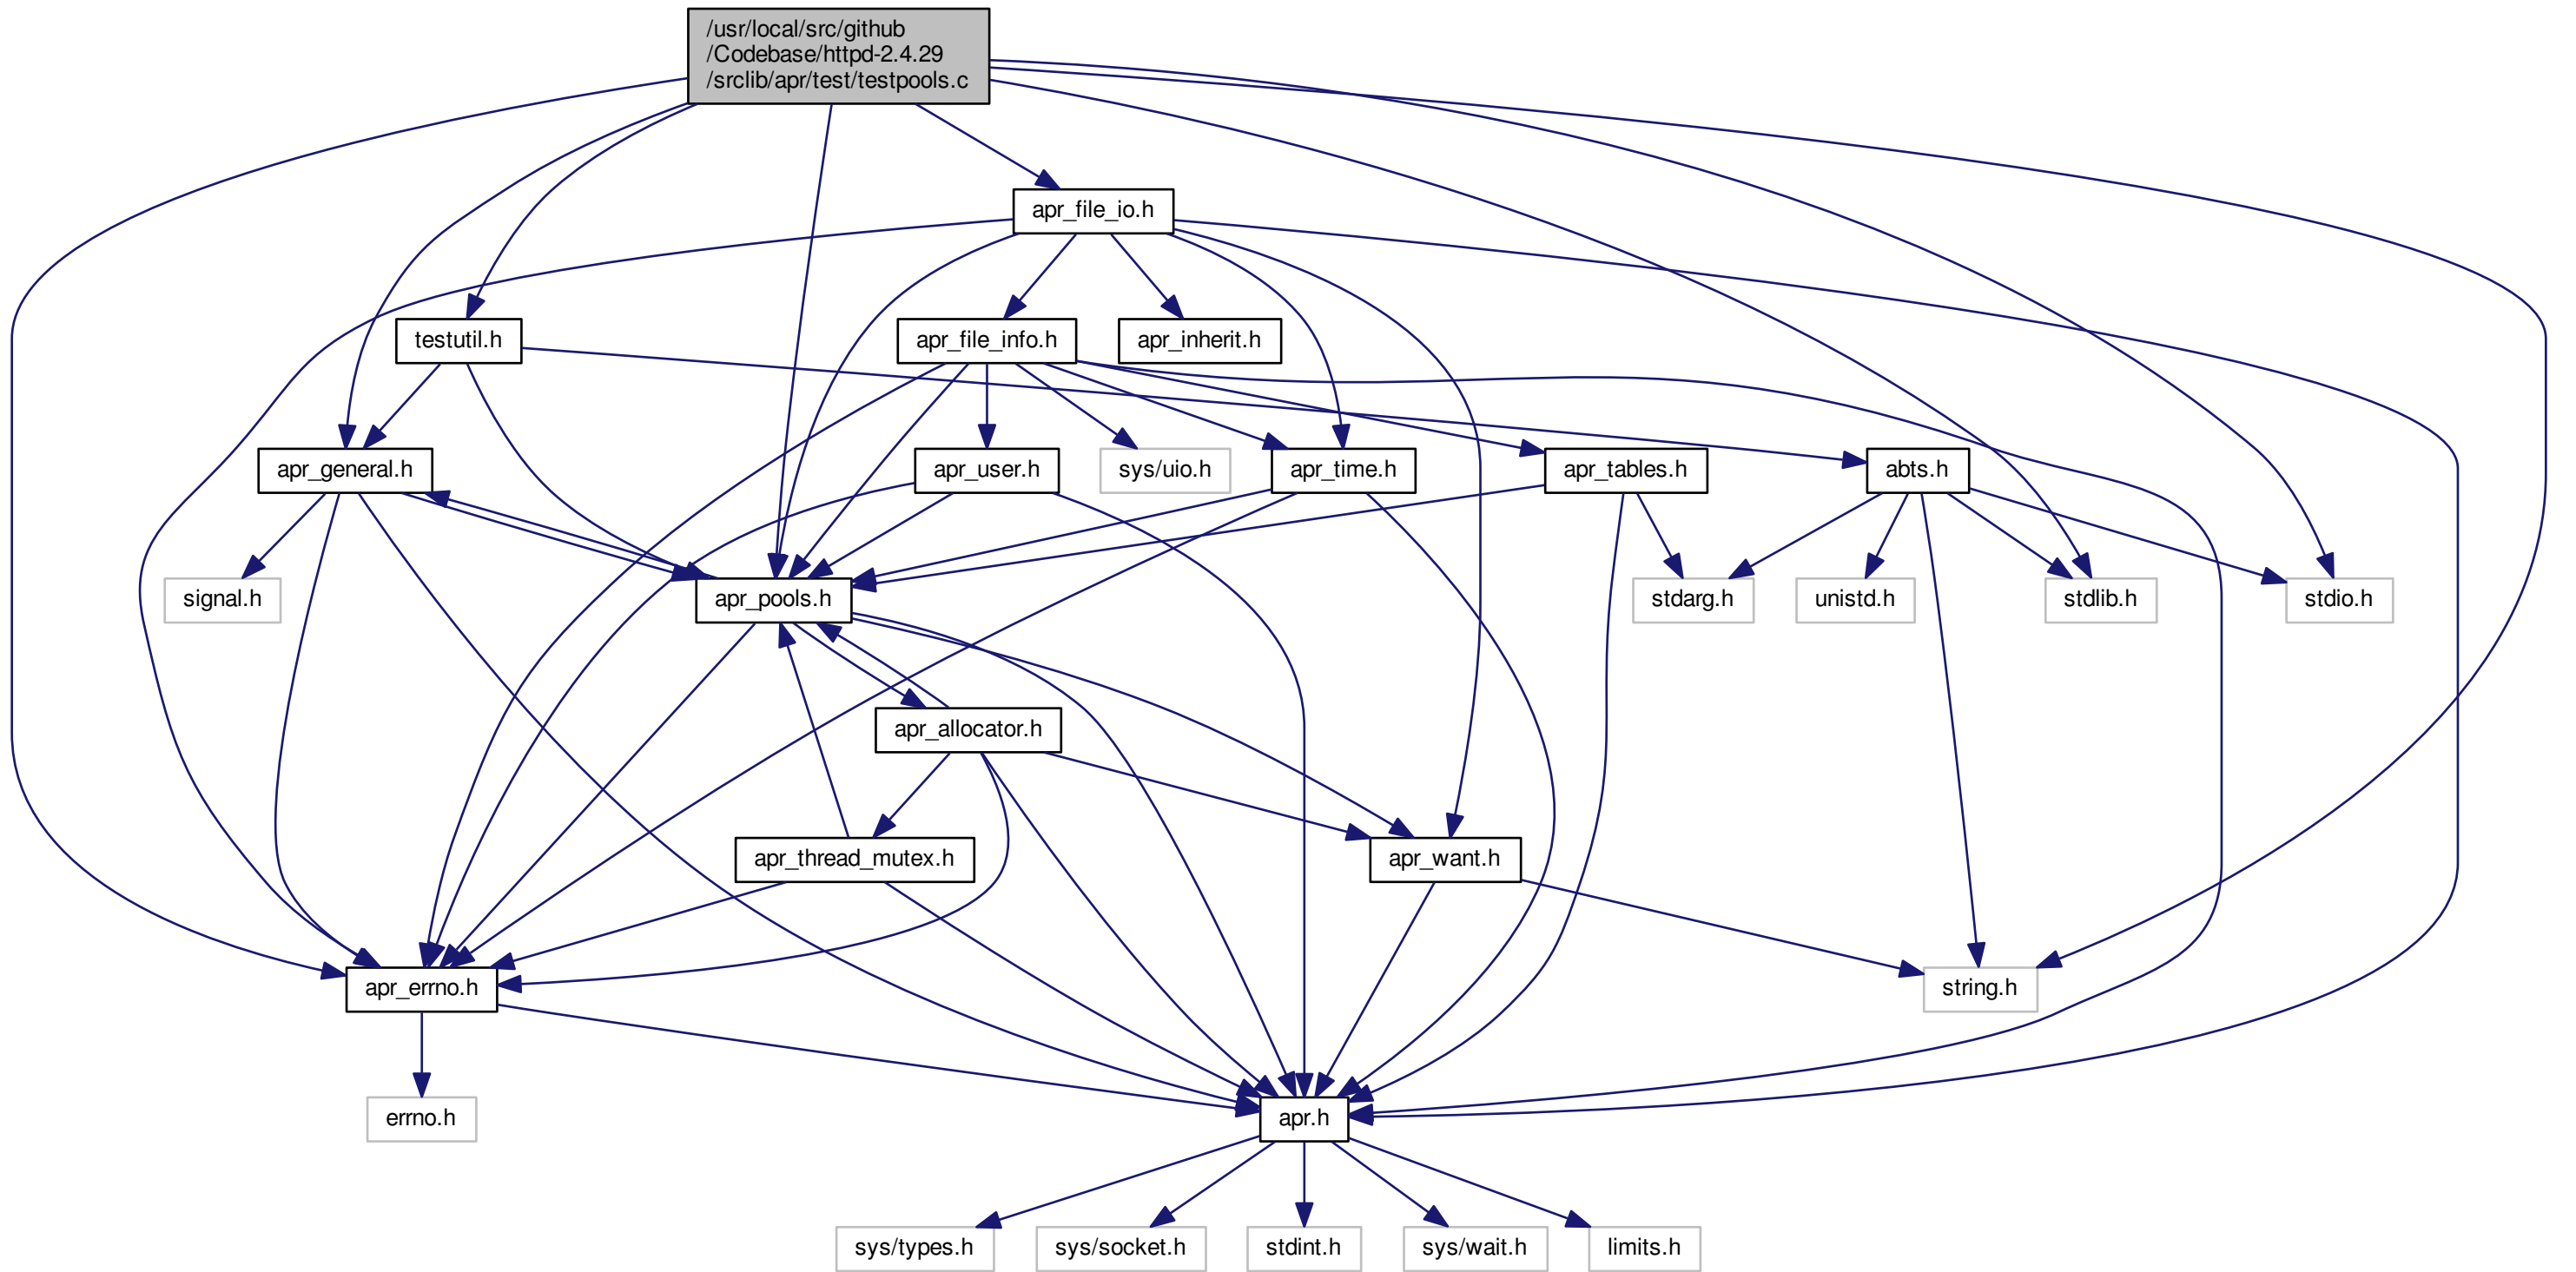 /usr/local/src/github
/Codebase/httpd-2.4.29
/srclib/apr/test/testpools.c
apr_file_io.h
testutil.h
apr_file_info.h
apr_inherit.h
apr_general.h
apr_user.h
sys/uio.h
apr_time.h
apr_tables.h
abts.h
signal.h
apr_pools.h
stdarg.h
unistd.h
stdlib.h
stdio.h
apr_allocator.h
apr_thread_mutex.h
apr_want.h
apr_errno.h
string.h
errno.h
apr.h
sys/types.h
sys/socket.h
stdint.h
sys/wait.h
limits.h